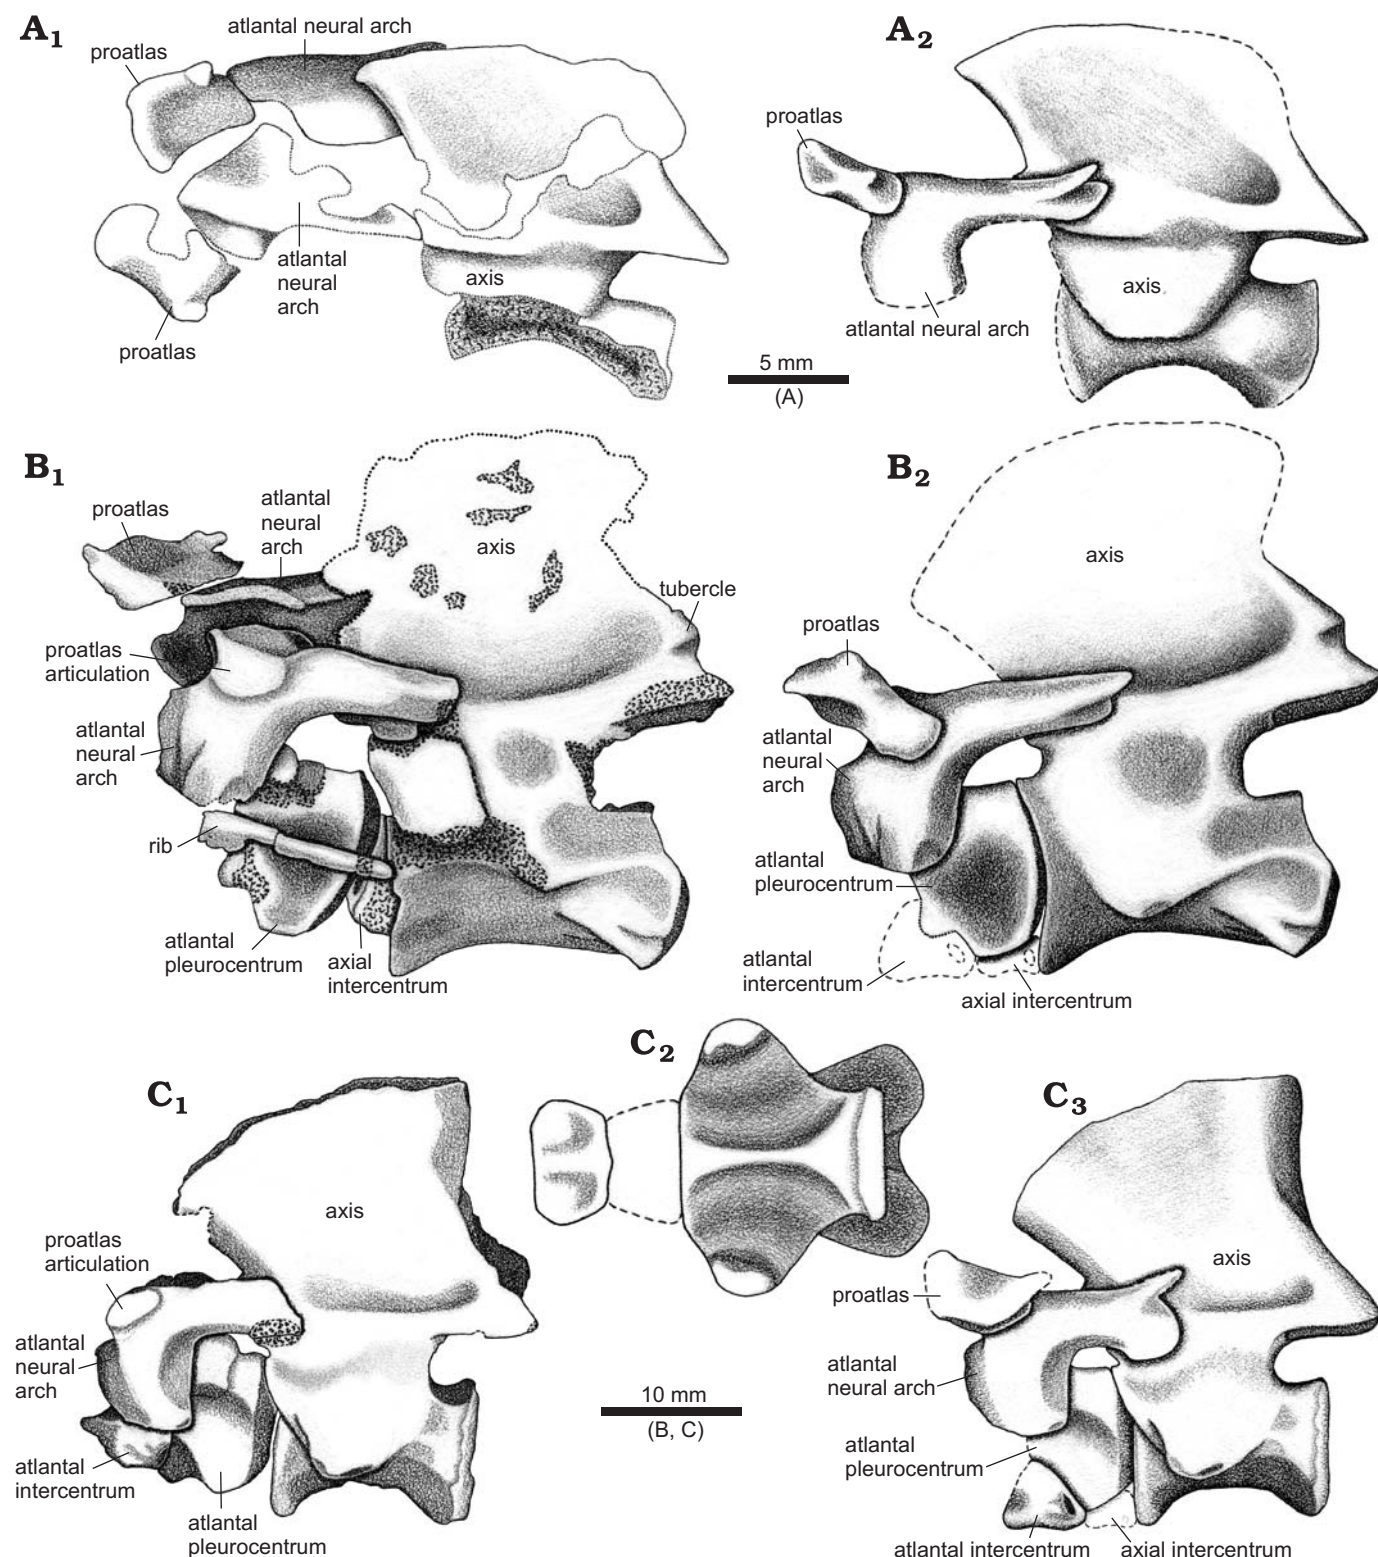 A1
atlantal neural arch
proatlas
atlantal
neural
arch
axis
proatlas
A2
proatlas
axis
atlantal neural arch
5 mm
(A)
B1
proatlas
atlantal
neural
arch
axis
tubercle
proatlas
articulation
atlantal
neural
arch
rib
atlantal
pleurocentrum
axial
intercentrum
B2
axis
proatlas
atlantal
neural
arch
atlantal
pleurocentrum
atlantal
intercentrum
axial intercentrum
C1
axis
proatlas
articulation
atlantal
neural
arch
atlantal
intercentrum
atlantal
pleurocentrum
C2
10 mm
(B, C)
C3
axis
proatlas
atlantal
neural arch
atlantal
pleurocentrum
atlantal intercentrum
axial intercentrum